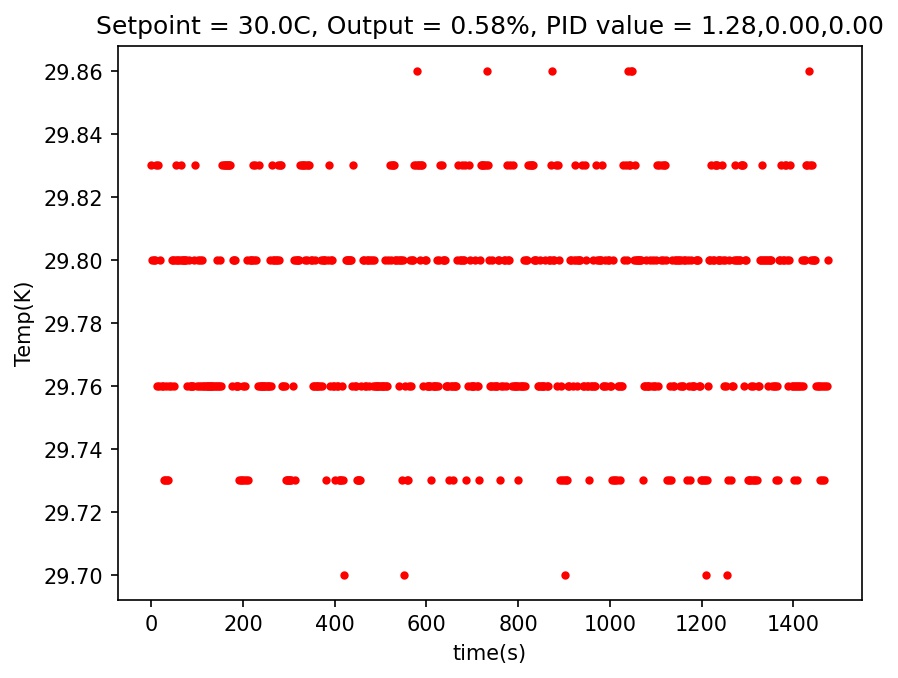 Setpoint = 30.0C, Output = 0.58%, PID value = 1.28,0.00,0.00
29.86
29.84
29.82
29.80
29.78
29.76
29.74
29.72
29.70
Temp(K)
0 200 400 600 800 1000 1200 1400
time(s)